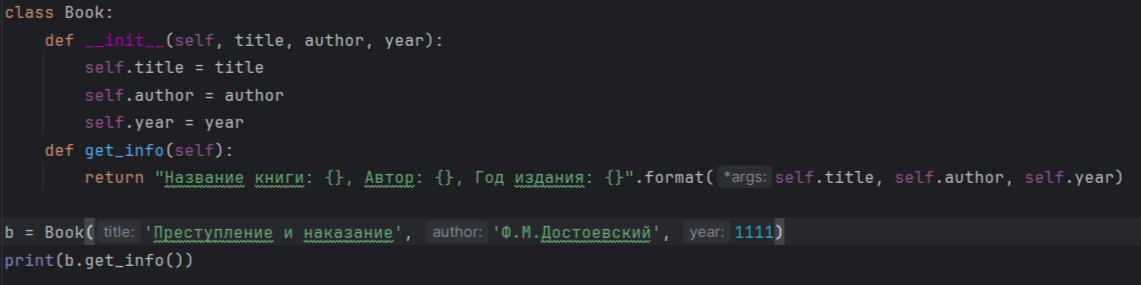 class Book:
    def __init__(self, title, author, year):
        self.title = title
        self.author = author
        self.year = year
    def get_info(self):
        return "Название книги: {}, Автор: {}, Год издания: {}".format( *args: self.title, self.author, self.year)
b = Book( title: 'Преступление и наказание', author: 'Ф.М.Достоевский', year: 1111)
print(b.get_info())